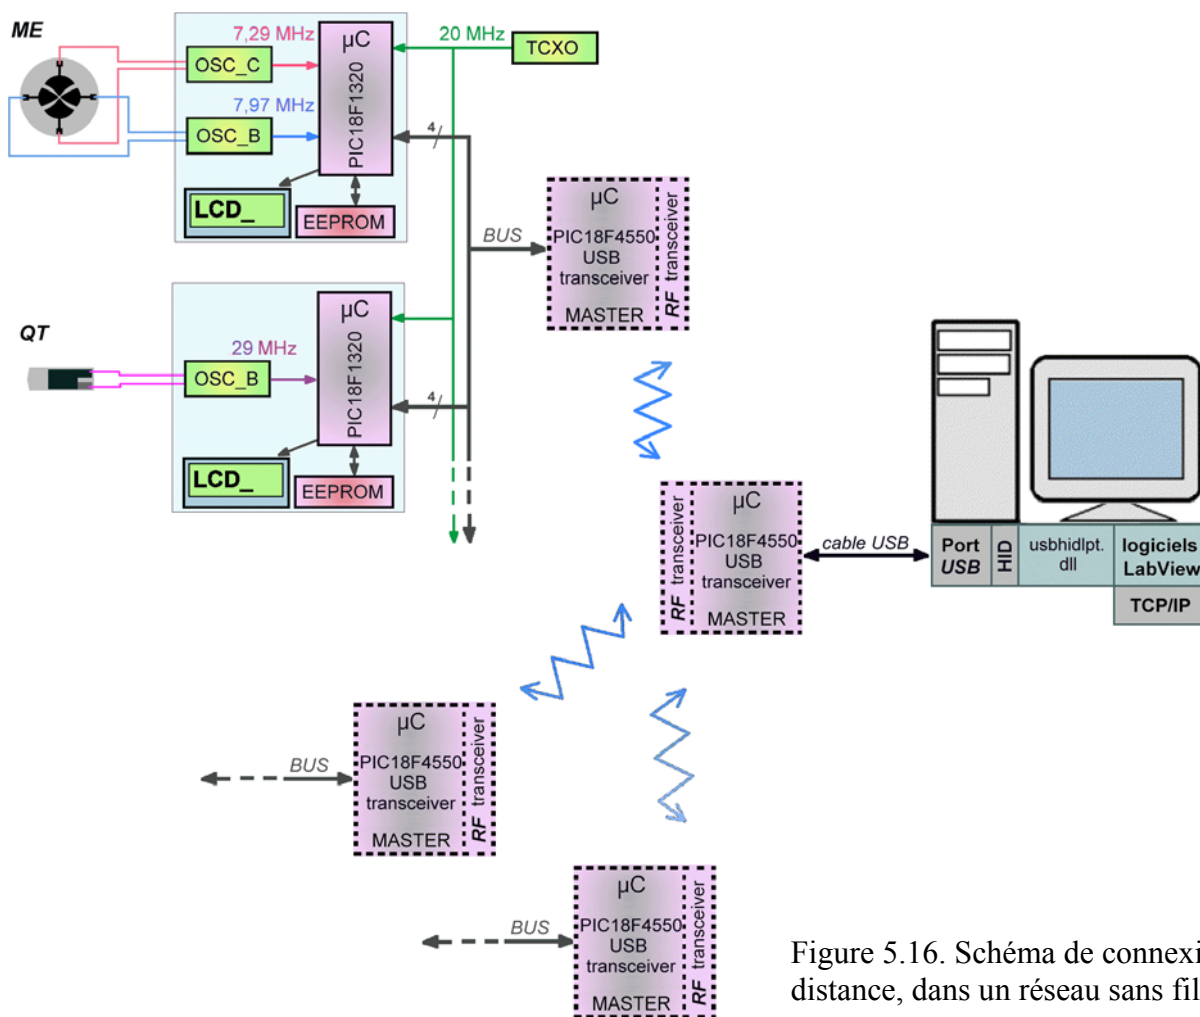 ME
7,29 MHz
OSC_C
7,97 MHz
OSC_B
µC
PIC18F1320
20 MHz
TCXO
4
LCD_
EEPROM
BUS
µC
PIC18F4550
USB
transceiver
MASTER
RF transceiver
QT
29 MHz
OSC_B
µC
PIC18F1320
4
LCD_
EEPROM
RF transceiver
µC
PIC18F4550
USB
transceiver
MASTER
cable USB
Port
USB
HID
usbhidlpt.
dll
logiciels
LabView
TCP/IP
BUS
µC
PIC18F4550
USB
transceiver
MASTER
RF transceiver
BUS
µC
PIC18F4550
USB
transceiver
MASTER
RF transceiver
Figure 5.16. Schéma de connexi
distance, dans un réseau sans fil